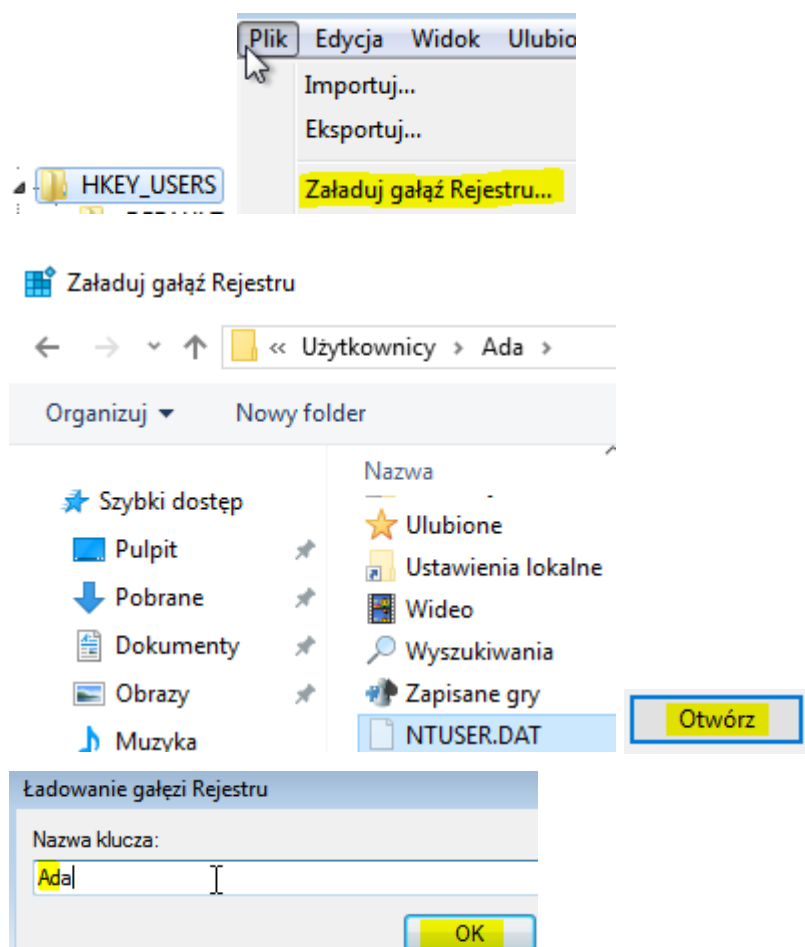 Plik Edycja Widok Ulubio
Importuj...
Eksportuj...
HKEY_USERS
Załaduj gałąź Rejestru...
Załaduj gałąź Rejestru
« Użytkownicy > Ada >
Organizuj Nowy folder
Nazwa
Szybki dostęp
Ulubione
Pulpit
Ustawienia lokalne
Pobrane
Wideo
Dokumenty
Wyszukiwania
Obrazy
Zapisane gry
Muzyka
NTUSER.DAT
Otwórz
Ładowanie gałęzi Rejestru
Nazwa klucza:
Ada
OK